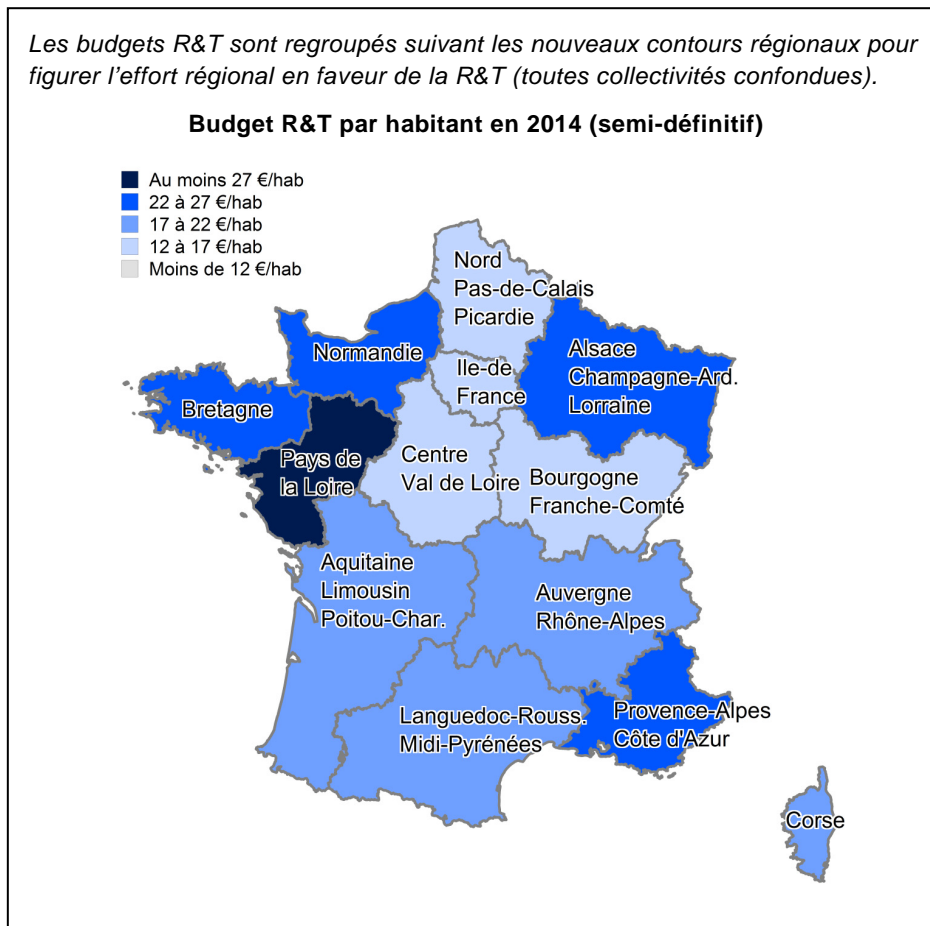 Les budgets R&T sont regroupés suivant les nouveaux contours régionaux pour
figurer l'effort régional en faveur de la R&T (toutes collectivités confondues).
Budget R&T par habitant en 2014 (semi-définitif)
Au moins 27 €/hab
22 à 27 €/hab
17 à 22 €/hab
12 à 17 €/hab
Moins de 12 €/hab
Nord
Pas-de-Calais
Picardie
Normandie
Ile-de
France
Alsace
Champagne-Ard.
Lorraine
Bretagne
Pays de
la Loire
Centre
Val de Loire
Bourgogne
Franche-Comté
Aquitaine
Limousin
Poitou-Char.
Auvergne
Rhône-Alpes
Languedoc-Rouss.
Midi-Pyrénées
Provence-Alpes
Côte d'Azur
Corse